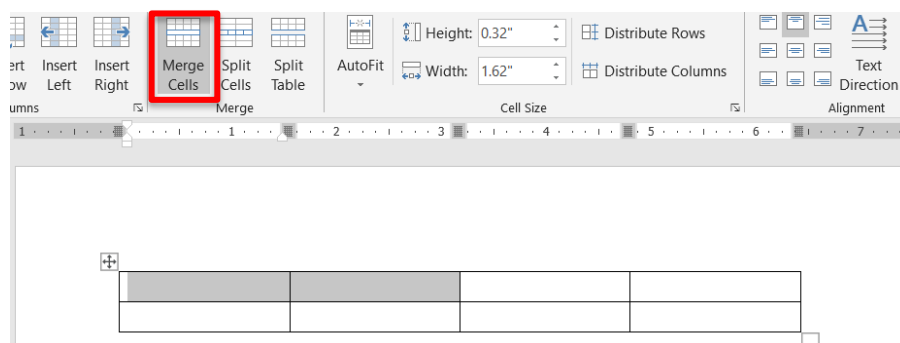 ert Insert Insert Merge Split Split AutoFit Height: 0.32" Distribute Rows Text
ow Left Right Cells Cells Table Width: 1.62" Distribute Columns Direction
umns Merge Cell Size Alignment
1 1 2 3 4 5 6 7